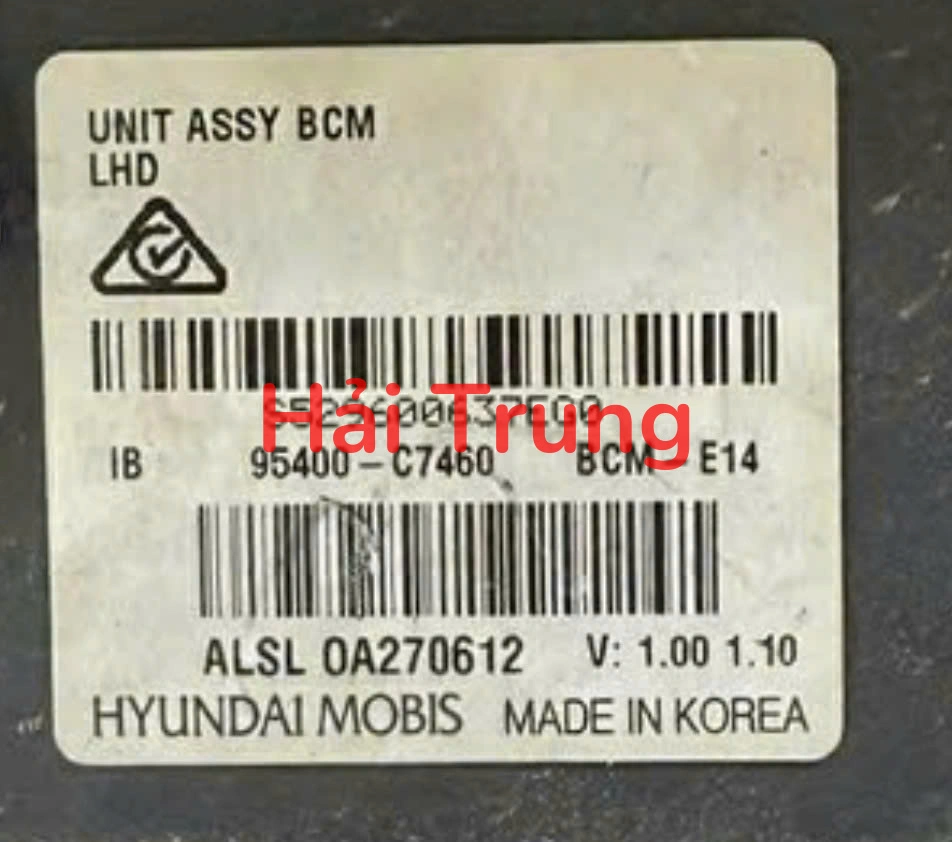 UNIT ASSY BCM
LHD
Hải Trung
IB 95400-C7460 BCM-E14
ALSL 0A270612 V: 1.00 1.10
HYUNDAI MOBIS MADE IN KOREA